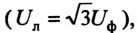 (Uл = √3Uф),